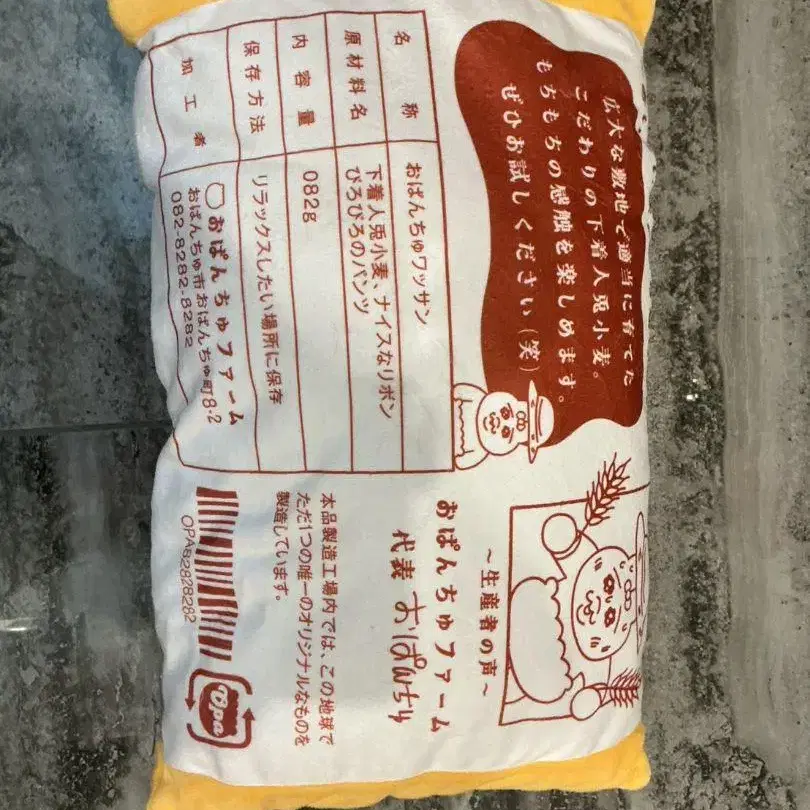 広大な敷地で適当に育てた
こだわりの下着人兎小麦。
もちもちの感触を楽しめます。
ぜひお試しください(笑)
名称 おぱんちゅワッサン
原材料名 下着人兎小麦、ナイスなリボン
びろびろのパンツ
内容量 082g
保存方法 リラックスしたい場所に保存
加工者 おぱんちゅファーム
おぱんちゅ市おぱんちゅ町8-2
082-8282-8282
~生産者の声~
おぱんちゅファーム
代表 おぱんちゅ
本品製造工場内では、この地球で
ただ1つの唯一のオリジナルなものを
製造しています。
OPA82828282
Opa